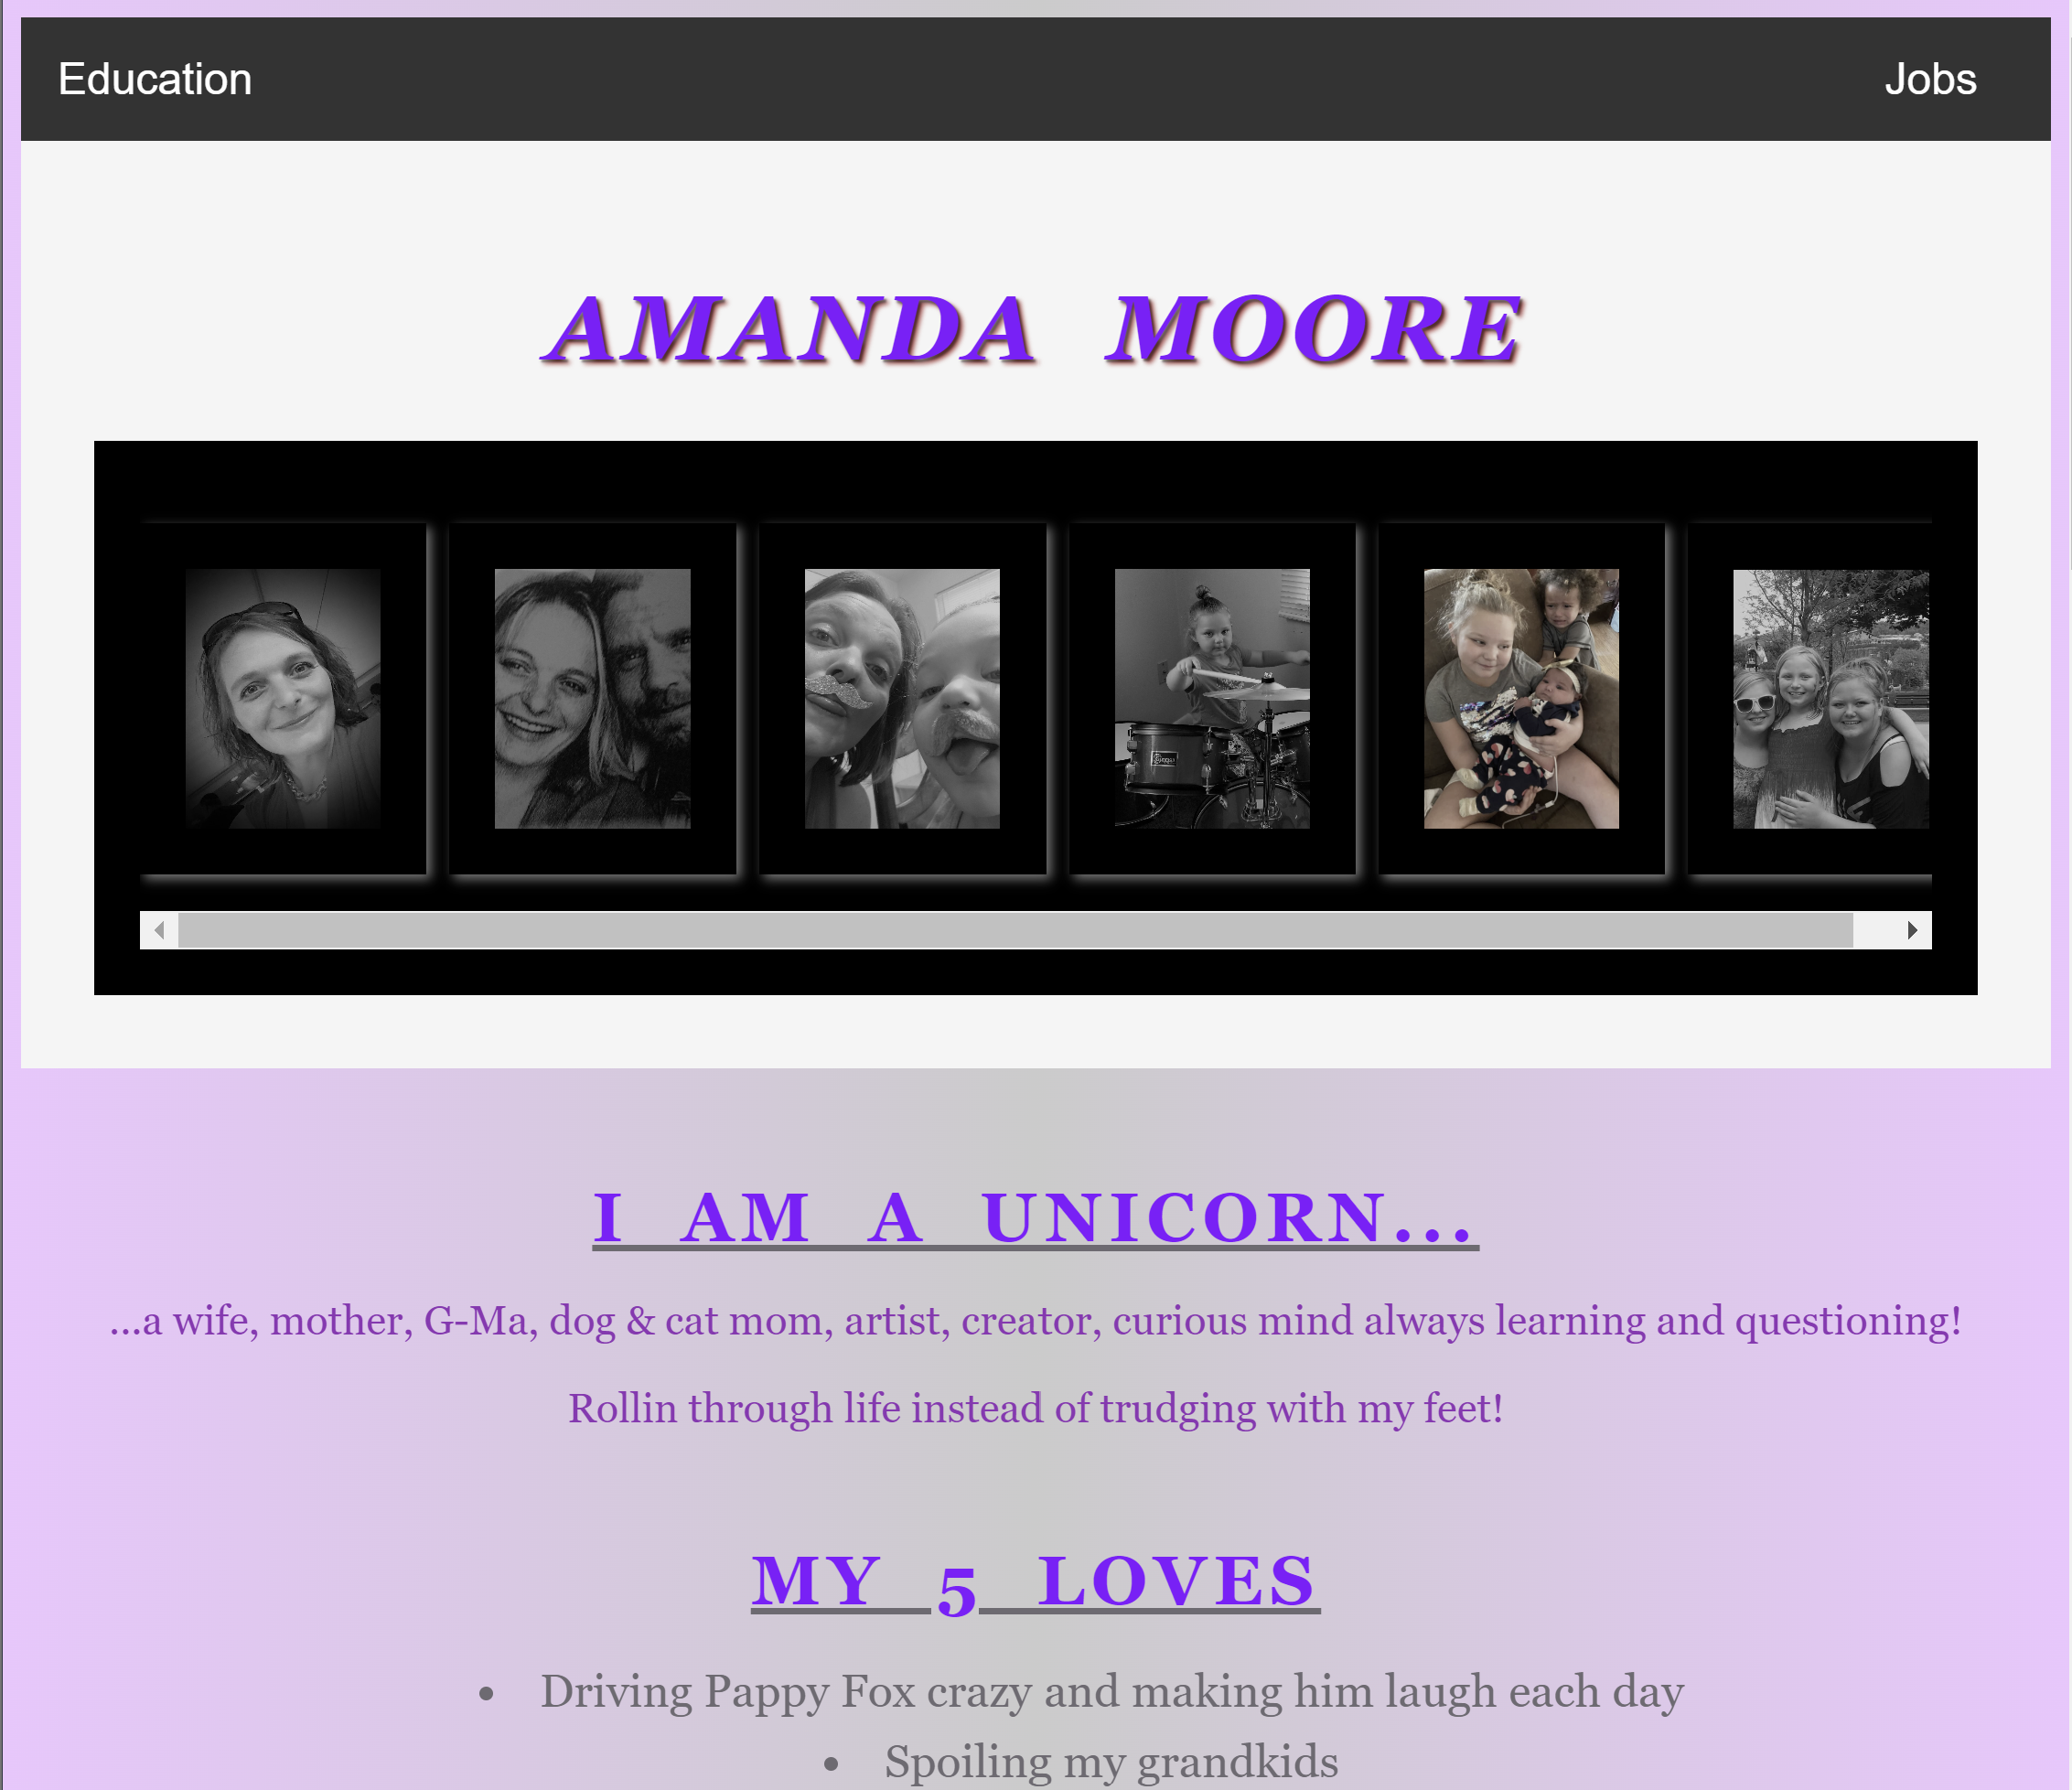 Education Jobs
AMANDA MOORE
I AM A UNICORN...
...a wife, mother, G-Ma, dog & cat mom, artist, creator, curious mind always learning and questioning!
Rollin through life instead of trudging with my feet!
MY 5 LOVES
• Driving Pappy Fox crazy and making him laugh each day
• Spoiling my grandkids